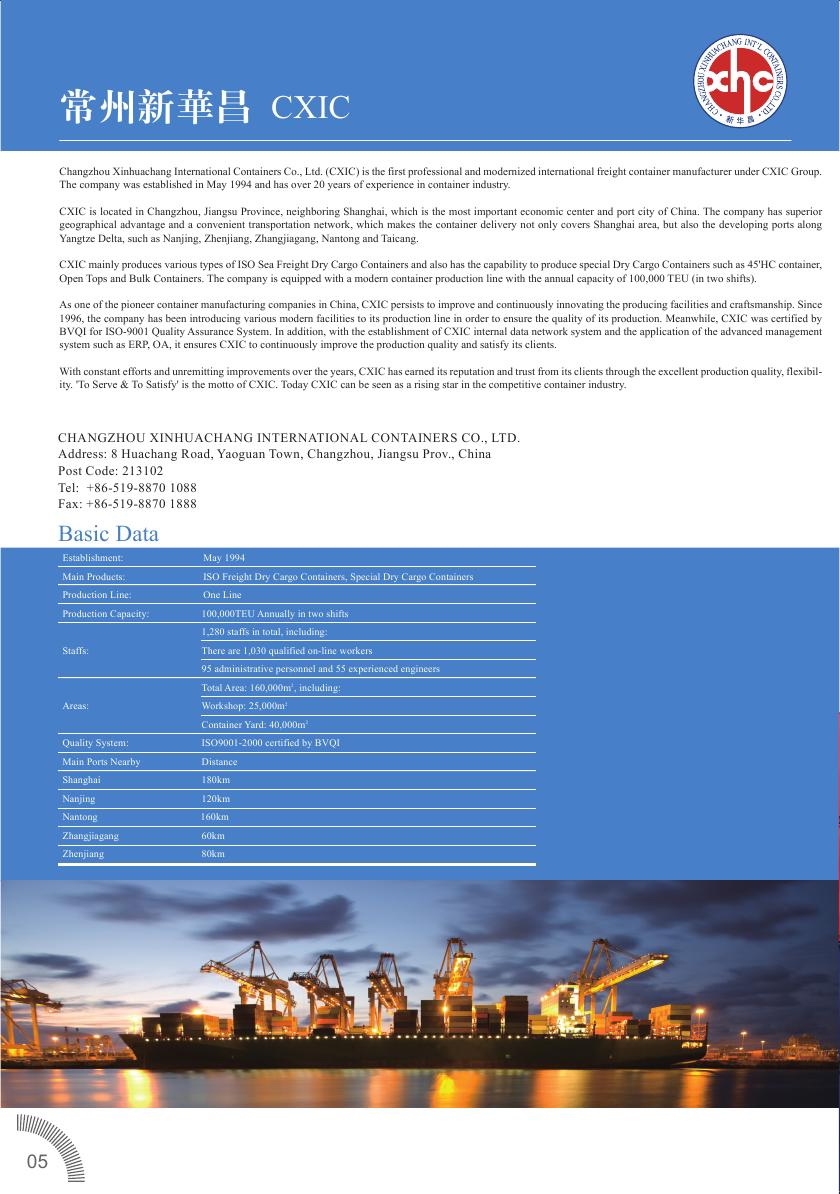 常州新華昌 CXIC
CHANGZHOU XINHUACHANG INT'L CONTAINERS CO.,LTD.
xhc
新华昌
Changzhou Xinhuachang International Containers Co., Ltd. (CXIC) is the first professional and modernized international freight container manufacturer under CXIC Group.
The company was established in May 1994 and has over 20 years of experience in container industry.
CXIC is located in Changzhou, Jiangsu Province, neighboring Shanghai, which is the most important economic center and port city of China. The company has superior
geographical advantage and a convenient transportation network, which makes the container delivery not only covers Shanghai area, but also the developing ports along
Yangtze Delta, such as Nanjing, Zhenjiang, Zhangjiagang, Nantong and Taicang.
CXIC mainly produces various types of ISO Sea Freight Dry Cargo Containers and also has the capability to produce special Dry Cargo Containers such as 45'HC container,
Open Tops and Bulk Containers. The company is equipped with a modern container production line with the annual capacity of 100,000 TEU (in two shifts).
As one of the pioneer container manufacturing companies in China, CXIC persists to improve and continuously innovating the producing facilities and craftsmanship. Since
1996, the company has been introducing various modern facilities to its production line in order to ensure the quality of its production. Meanwhile, CXIC was certified by
BVQI for ISO-9001 Quality Assurance System. In addition, with the establishment of CXIC internal data network system and the application of the advanced management
system such as ERP, OA, it ensures CXIC to continuously improve the production quality and satisfy its clients.
With constant efforts and unremitting improvements over the years, CXIC has earned its reputation and trust from its clients through the excellent production quality, flexibil-
ity. 'To Serve & To Satisfy' is the motto of CXIC. Today CXIC can be seen as a rising star in the competitive container industry.
CHANGZHOU XINHUACHANG INTERNATIONAL CONTAINERS CO., LTD.
Address: 8 Huachang Road, Yaoguan Town, Changzhou, Jiangsu Prov., China
Post Code: 213102
Tel: +86-519-8870 1088
Fax: +86-519-8870 1888
Basic Data
Establishment: May 1994
Main Products: ISO Freight Dry Cargo Containers, Special Dry Cargo Containers
Production Line: One Line
Production Capacity: 100,000TEU Annually in two shifts
1,280 staffs in total, including:
Staffs: There are 1,030 qualified on-line workers
95 administrative personnel and 55 experienced engineers
Total Area: 160,000m², including:
Areas: Workshop: 25,000m²
Container Yard: 40,000m²
Quality System: ISO9001-2000 certified by BVQI
Main Ports Nearby Distance
Shanghai 180km
Nanjing 120km
Nantong 160km
Zhangjiagang 60km
Zhenjiang 80km
05